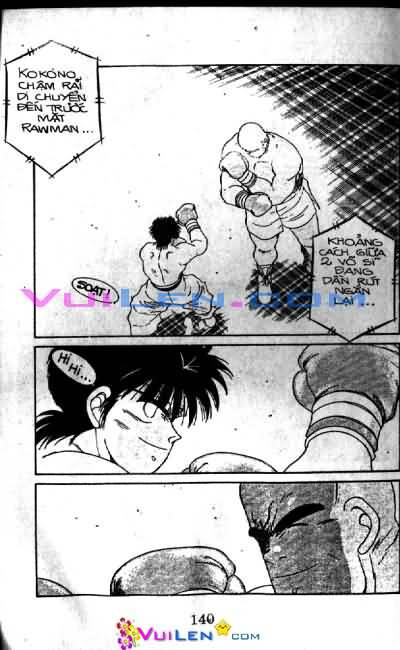 KOKÓNÔ
CHẬM RÃI
DI CHUYỂN
ĐẾN TRƯỚC
MẶT
RAWMAN...
KHOẢNG
CÁCH GIỮA
2 VÕ SĨ
ĐANG
DẦN RÚT
NGẮN
LẠI...
SOẠT!
VUILEN.COM
HI
HI...
140
VUILEN.COM